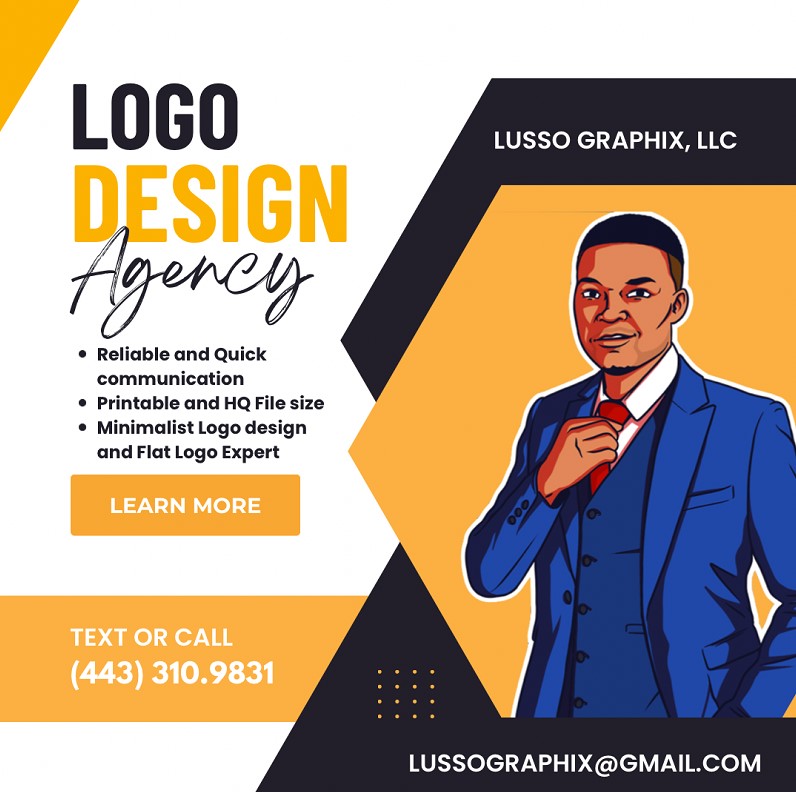 LOGO
DESIGN
Agency
LUSSO GRAPHIX, LLC
• Reliable and Quick
communication
• Printable and HQ File size
• Minimalist Logo design
and Flat Logo Expert
LEARN MORE
TEXT OR CALL
(443) 310.9831
LUSSOGRAPHIX@GMAIL.COM